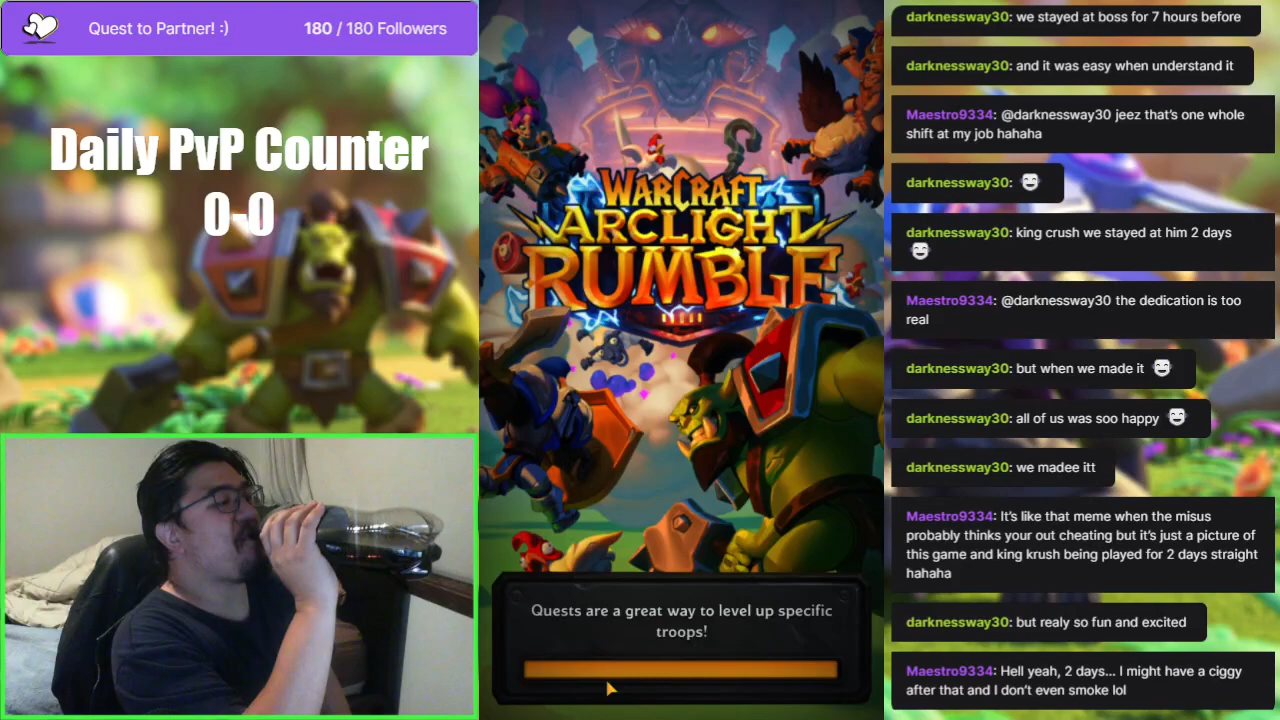 Quest to Partner! :)
180 / 180 Followers
Daily PvP Counter
0-0
WARCRAFT
ARCLIGHT
RUMBLE
Quests are a great way to level up specific
troops!
darknessway30: we stayed at boss for 7 hours before
darknessway30: and it was easy when understand it
Maestro9334: @darknessway30 jeez that's one whole
shift at my job hahaha
darknessway30:
darknessway30: king crush we stayed at him 2 days
Maestro9334: @darknessway30 the dedication is too
real
darknessway30: but when we made it
darknessway30: all of us was soo happy
darknessway30: we madee itt
Maestro9334: It's like that meme when the misus
probably thinks your out cheating but it's just a picture of
this game and king krush being played for 2 days straight
hahaha
darknessway30: but realy so fun and excited
Maestro9334: Hell yeah, 2 days... I might have a ciggy
after that and I don't even smoke lol